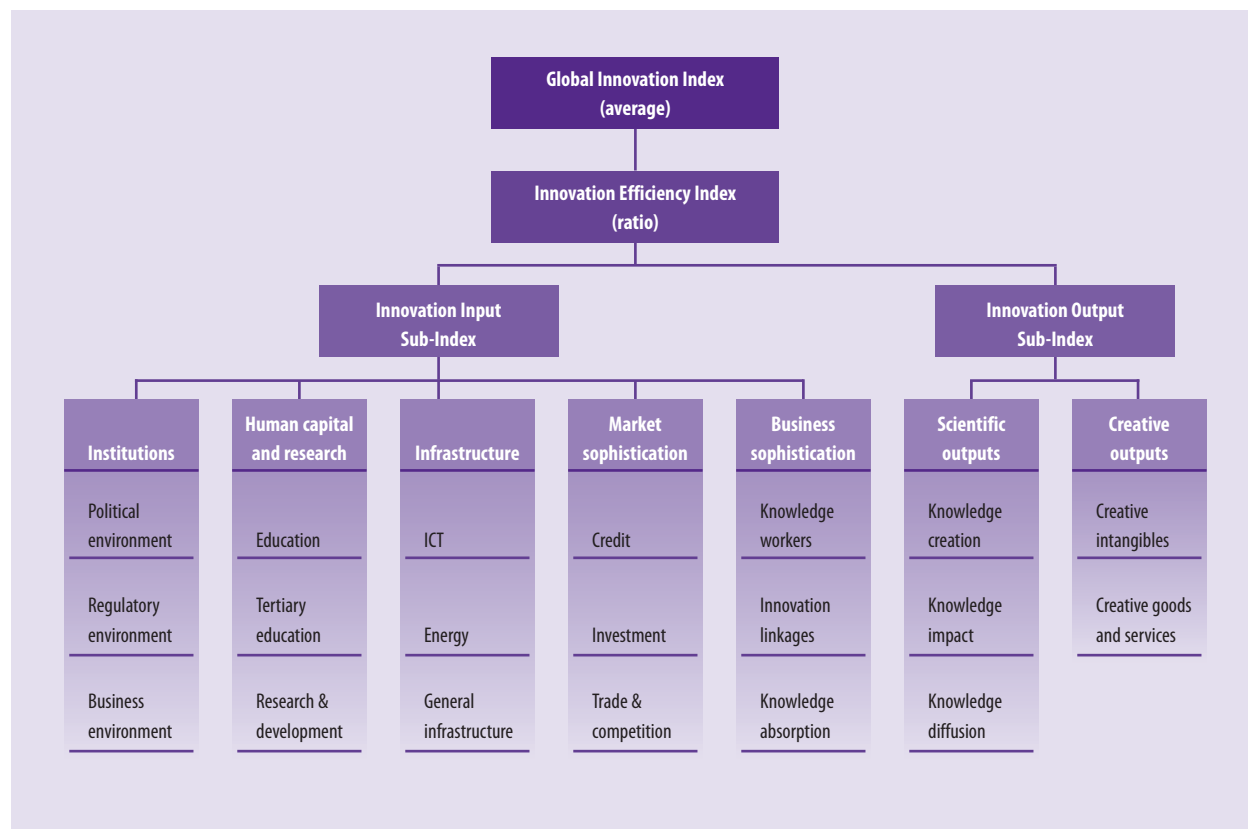 Global Innovation Index
(average)
Innovation Efficiency Index
(ratio)
Innovation Input
Sub-Index
Innovation Output
Sub-Index
Institutions
Human capital
and research
Infrastructure
Market
sophistication
Business
sophistication
Scientific
outputs
Creative
outputs
Political
environment
Education
ICT
Credit
Knowledge
workers
Knowledge
creation
Creative
intangibles
Regulatory
environment
Tertiary
education
Energy
Investment
Innovation
linkages
Knowledge
impact
Creative goods
and services
Business
environment
Research &
development
General
infrastructure
Trade &
competition
Knowledge
absorption
Knowledge
diffusion